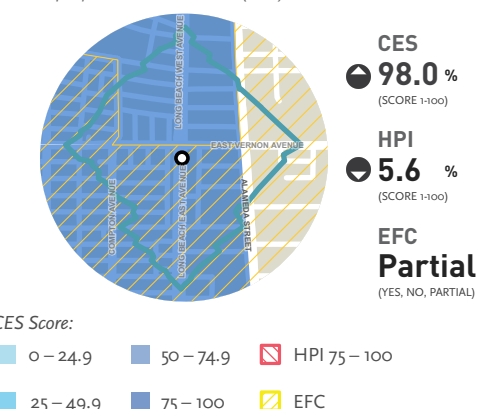 LONG BEACH WEST AVENUE
EAST VERNON AVENUE
COMPTON AVENUE
LONG BEACH EAST AVENUE
ALAMEDA STREET
CES
98.0 %
(SCORE 1-100)
HPI
5.6 %
(SCORE 1-100)
EFC
Partial
(YES, NO, PARTIAL)
CES Score:
0 – 24.9 50 – 74.9 HPI 75 – 100
25 – 49.9 75 – 100 EFC